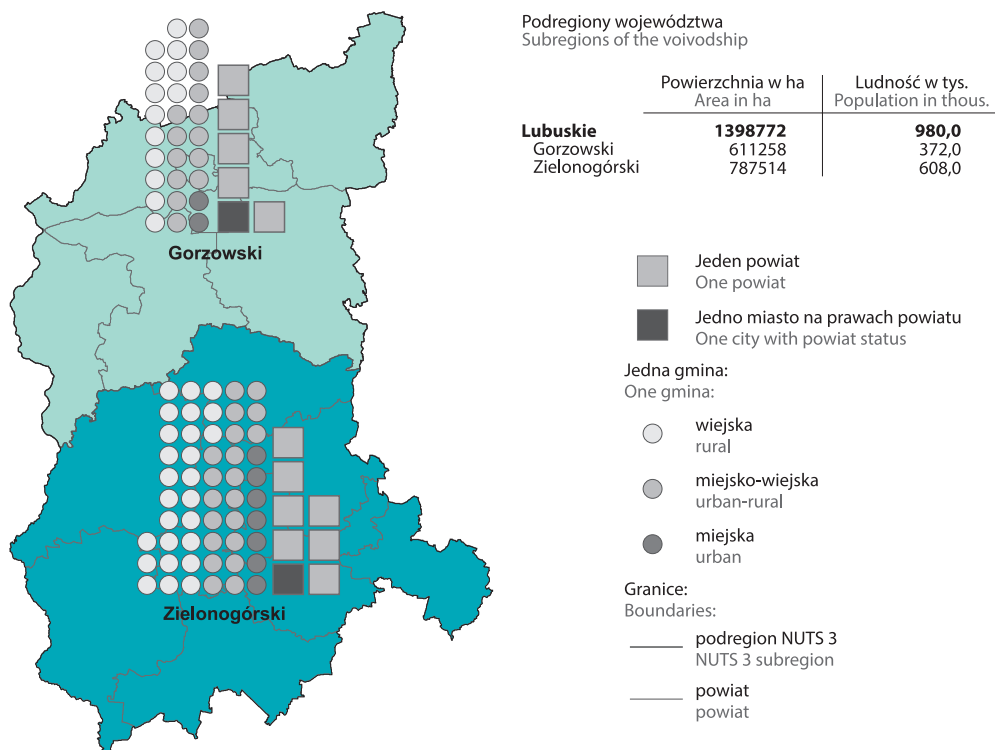 Podregiony województwa
Subregions of the voivodship
Powierzchnia w ha
Area in ha
Ludność w tys.
Population in thous.
Lubuskie 1398772 980,0
Gorzowski 611258 372,0
Zielonogórski 787514 608,0
Gorzowski
Zielonogórski
Jeden powiat
One powiat
Jedno miasto na prawach powiatu
One city with powiat status
Jedna gmina:
One gmina:
wiejska
rural
miejsko-wiejska
urban-rural
miejska
urban
Granice:
Boundaries:
podregion NUTS 3
NUTS 3 subregion
powiat
powiat